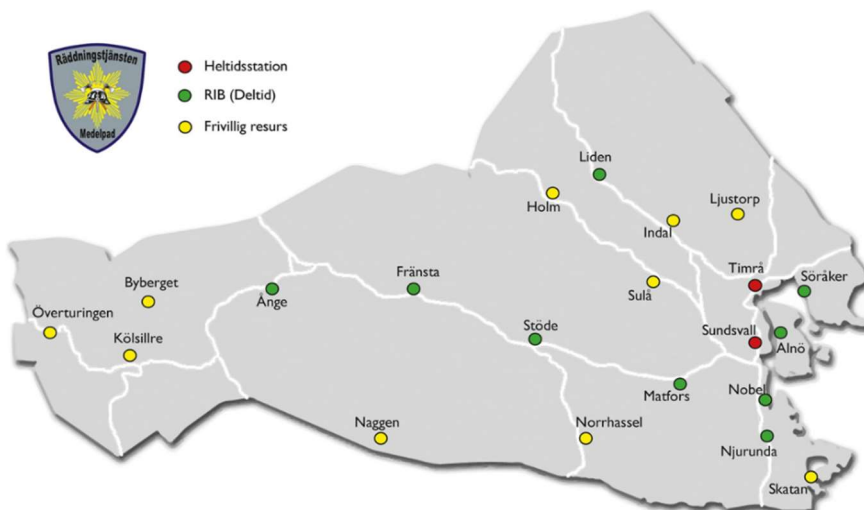 Räddningstjänsten
Medelpad
Heltidsstation
RIB (Deltid)
Frivillig resurs
Liden
Holm
Ljustorp
Indal
Timrå
Söråker
Byberget
Ånge
Fränsta
Sulå
Överturingen
Kölsillre
Stöde
Sundsvall
Alnö
Matfors
Nobel
Naggen
Norrhassel
Njurunda
Skatan